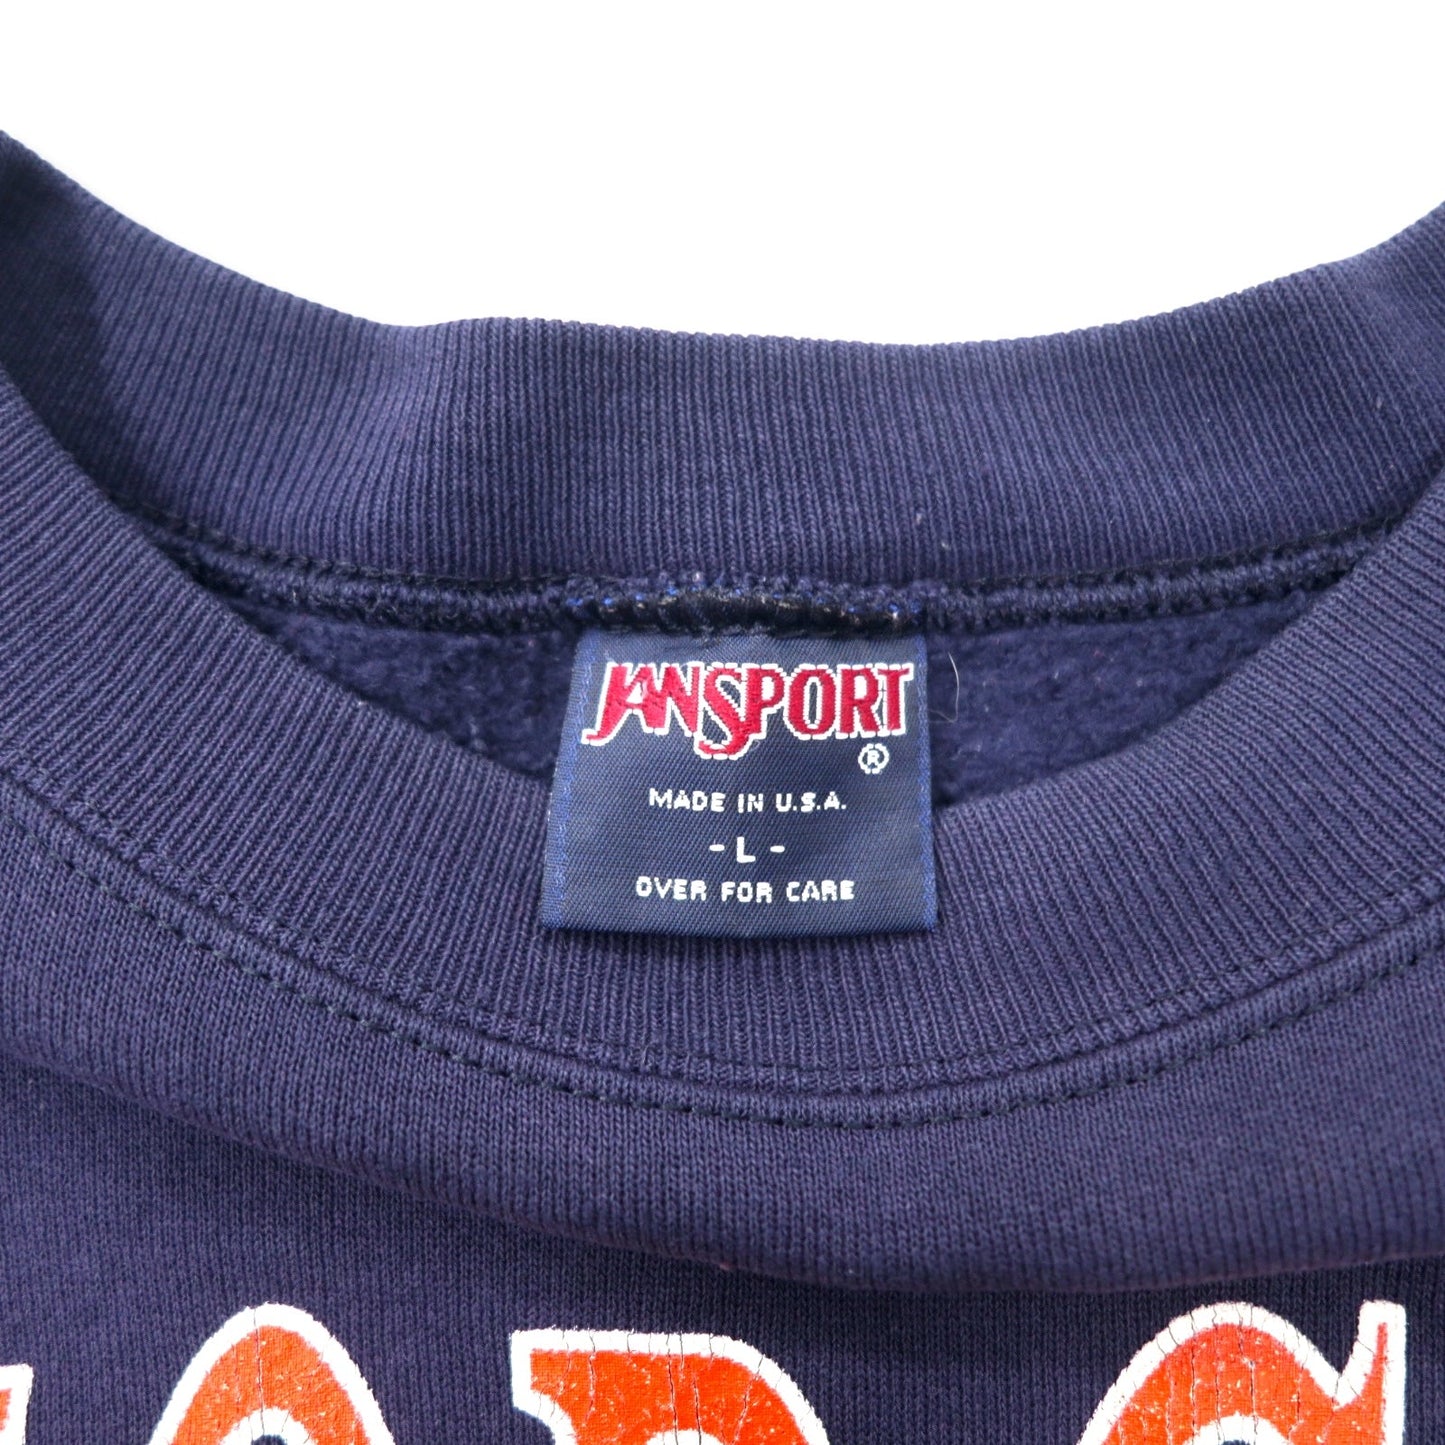 JANSPORT
®
MADE IN U.S.A.
- L -
OVER FOR CARE